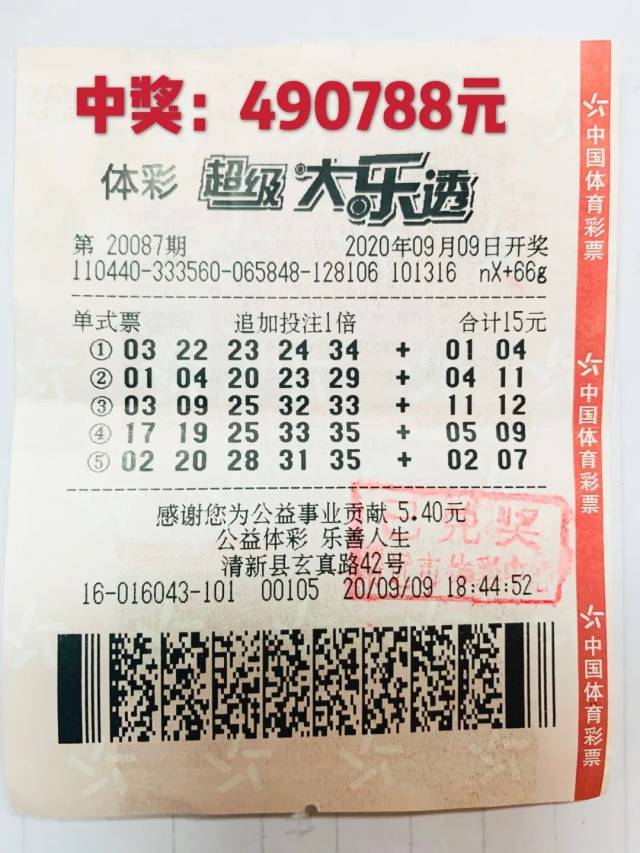 中奖：490788元
体彩 超级大乐透
第 20087期 2020年09月09日开奖
110440-333560-065848-128106 101316 nX+66g
单式票 追加投注1倍 合计15元
① 03 22 23 24 34 + 01 04
② 01 04 20 23 29 + 04 11
③ 03 09 25 32 33 + 11 12
④ 17 19 25 33 35 + 05 09
⑤ 02 20 28 31 35 + 02 07
感谢您为公益事业贡献 5.40元
公益体彩 乐善人生
清新县玄真路42号
16-016043-101 00105 20/09/09 18:44:52
已兑奖
中国体育彩票
中国体育彩票
中国体育彩票